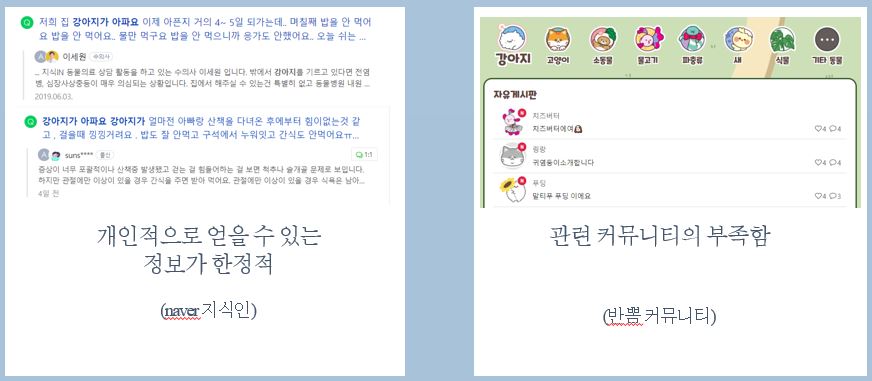 저희 집 강아지가 아파요 이제 아픈지 거의 4~ 5일 되가는데.. 며칠째 밥을 안 먹어
요 밥을 안 먹어요.. 물만 먹구요 밥을 안 먹으니까 응가도 안했어요. 오늘 쉬는 ...
A 이세원 수의사
... 지식iN 동물의료 상담 활동을 하고 있는 수의사 이세원 입니다. 밖에서 강아지를 기르고 있다면 전염
병, 심장사상충등이 매우 의심되는 상황입니다. 집에서 해주실 수 있는건 특별히 없고 동물병원 내원 ...
2019.06.03.
강아지가 아파요 강아지가 얼마전 아빠랑 산책을 다녀온 후에부터 힘이없는것 같
고 , 걸을때 낑낑거려요 . 밥도 잘 안먹고 구석에서 누워잇고 간식도 안먹어요ㅠ...
A suns**** 물신 1:1
증상이 너무 포괄적이나 산책중 발생됐고 걷는 걸 힘들어하는 걸 보면 척추나 슬개골 문제로 보입니다.
하지만 관절에만 이상이 있을 경우 간식을 주면 받아 먹어요. 관절에만 이상이 있을 경우 식욕은 남아...
4일 전
개인적으로 얻을 수 있는
정보가 한정적
(naver 지식인)
강아지 고양이 소동물 물고기 파충류 새 식물 기타 동물
자유게시판
치즈버터
치즈버터에여
4 4
링링
귀염둥이소개합니다
4 4
푸딩
말티푸 푸딩 이에요
4 3
관련 커뮤니티의 부족함
(반쁨 커뮤니티)